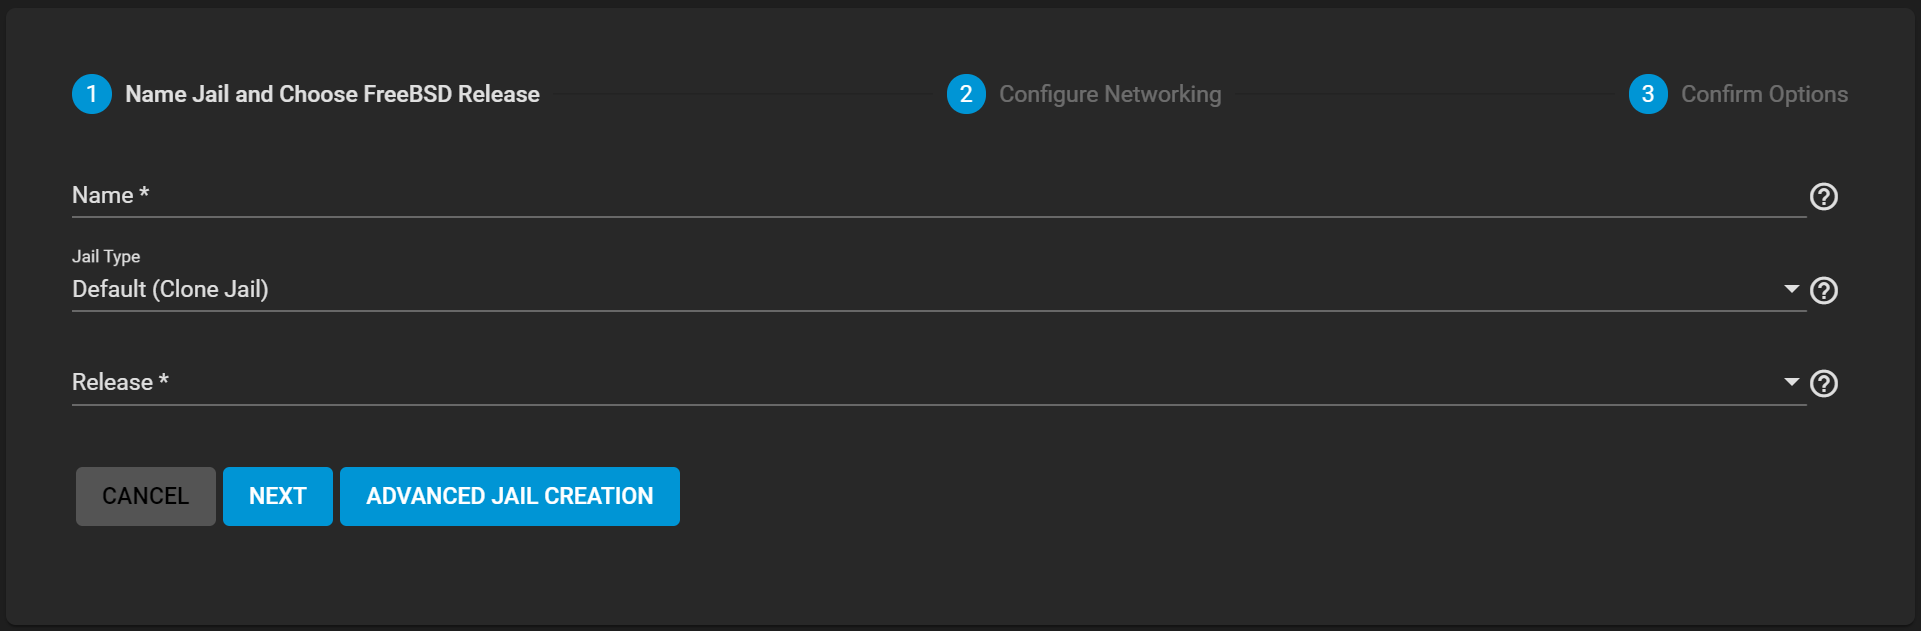 1 Name Jail and Choose FreeBSD Release
2 Configure Networking
3 Confirm Options
Name *
Jail Type
Default (Clone Jail)
Release *
CANCEL
NEXT
ADVANCED JAIL CREATION